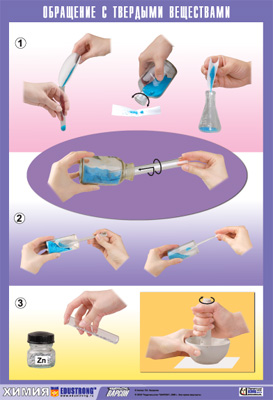 ОБРАЩЕНИЕ С ТВЕРДЫМИ ВЕЩЕСТВАМИ
1
2
3
Zn
ХИМИЯ
EDUSTRONG